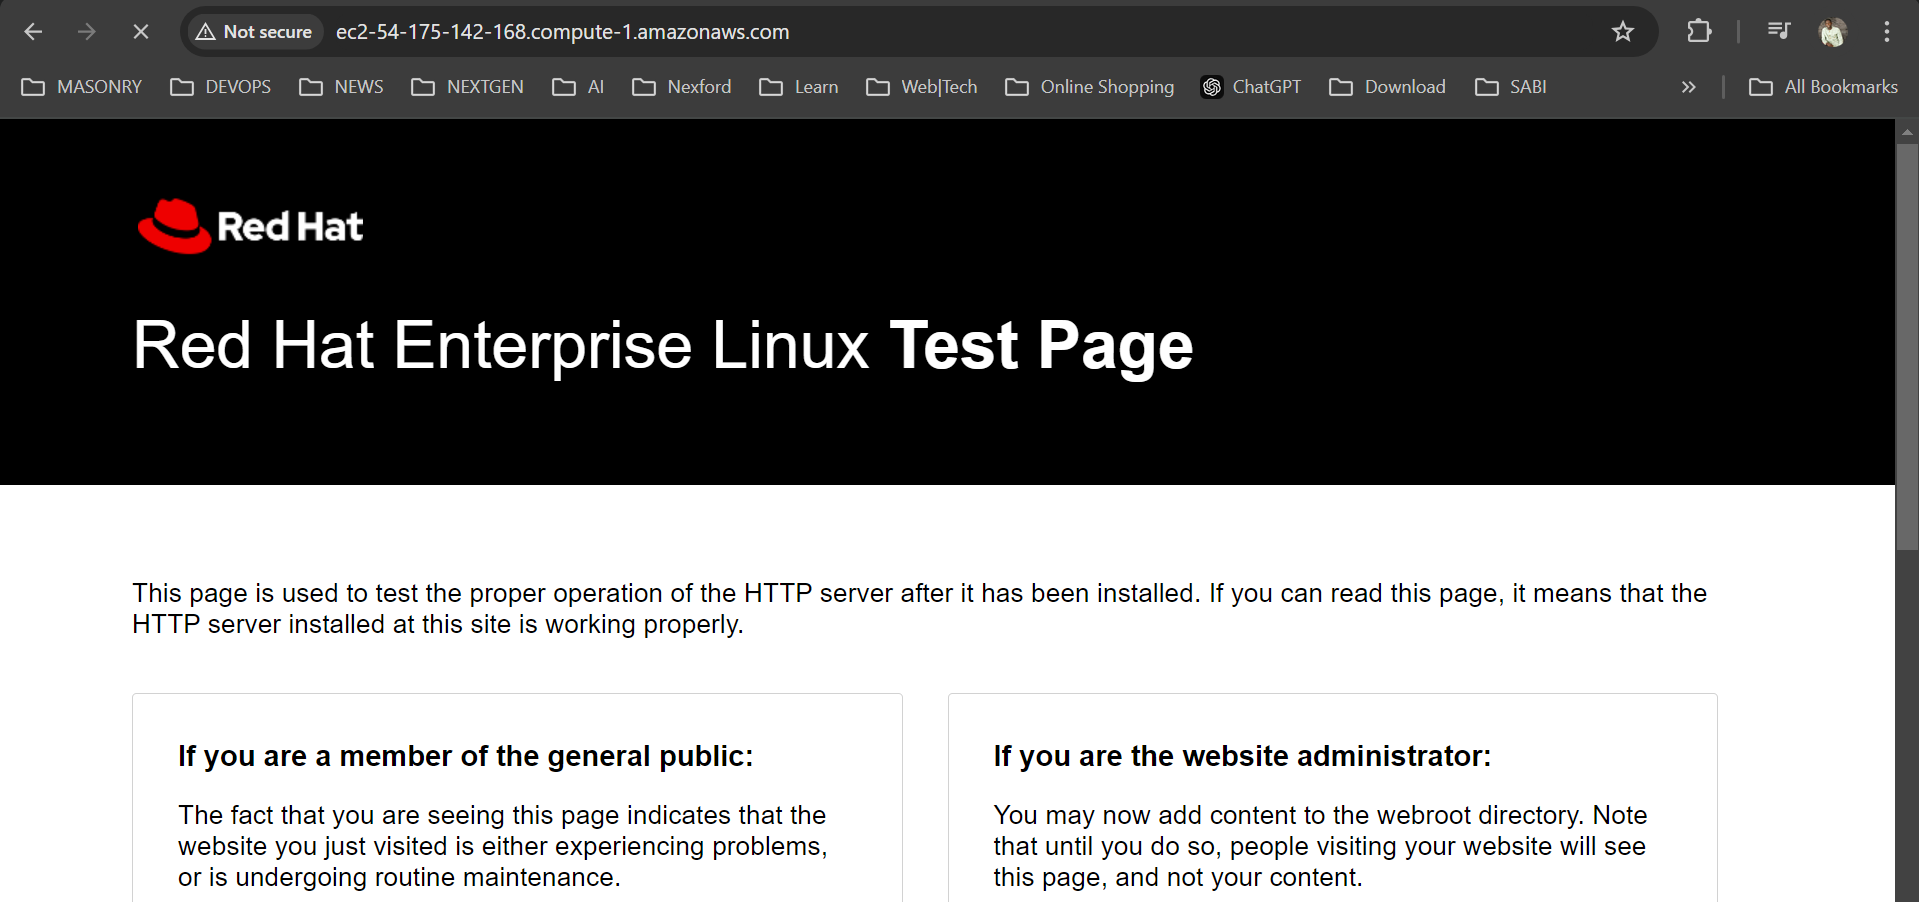 Not secure ec2-54-175-142-168.compute-1.amazonaws.com
MASONRY DEVOPS NEWS NEXTGEN AI Nexford Learn Web|Tech Online Shopping ChatGPT Download SABI » All Bookmarks
Red Hat
Red Hat Enterprise Linux Test Page
This page is used to test the proper operation of the HTTP server after it has been installed. If you can read this page, it means that the
HTTP server installed at this site is working properly.
If you are a member of the general public:
The fact that you are seeing this page indicates that the
website you just visited is either experiencing problems,
or is undergoing routine maintenance.
If you are the website administrator:
You may now add content to the webroot directory. Note
that until you do so, people visiting your website will see
this page, and not your content.